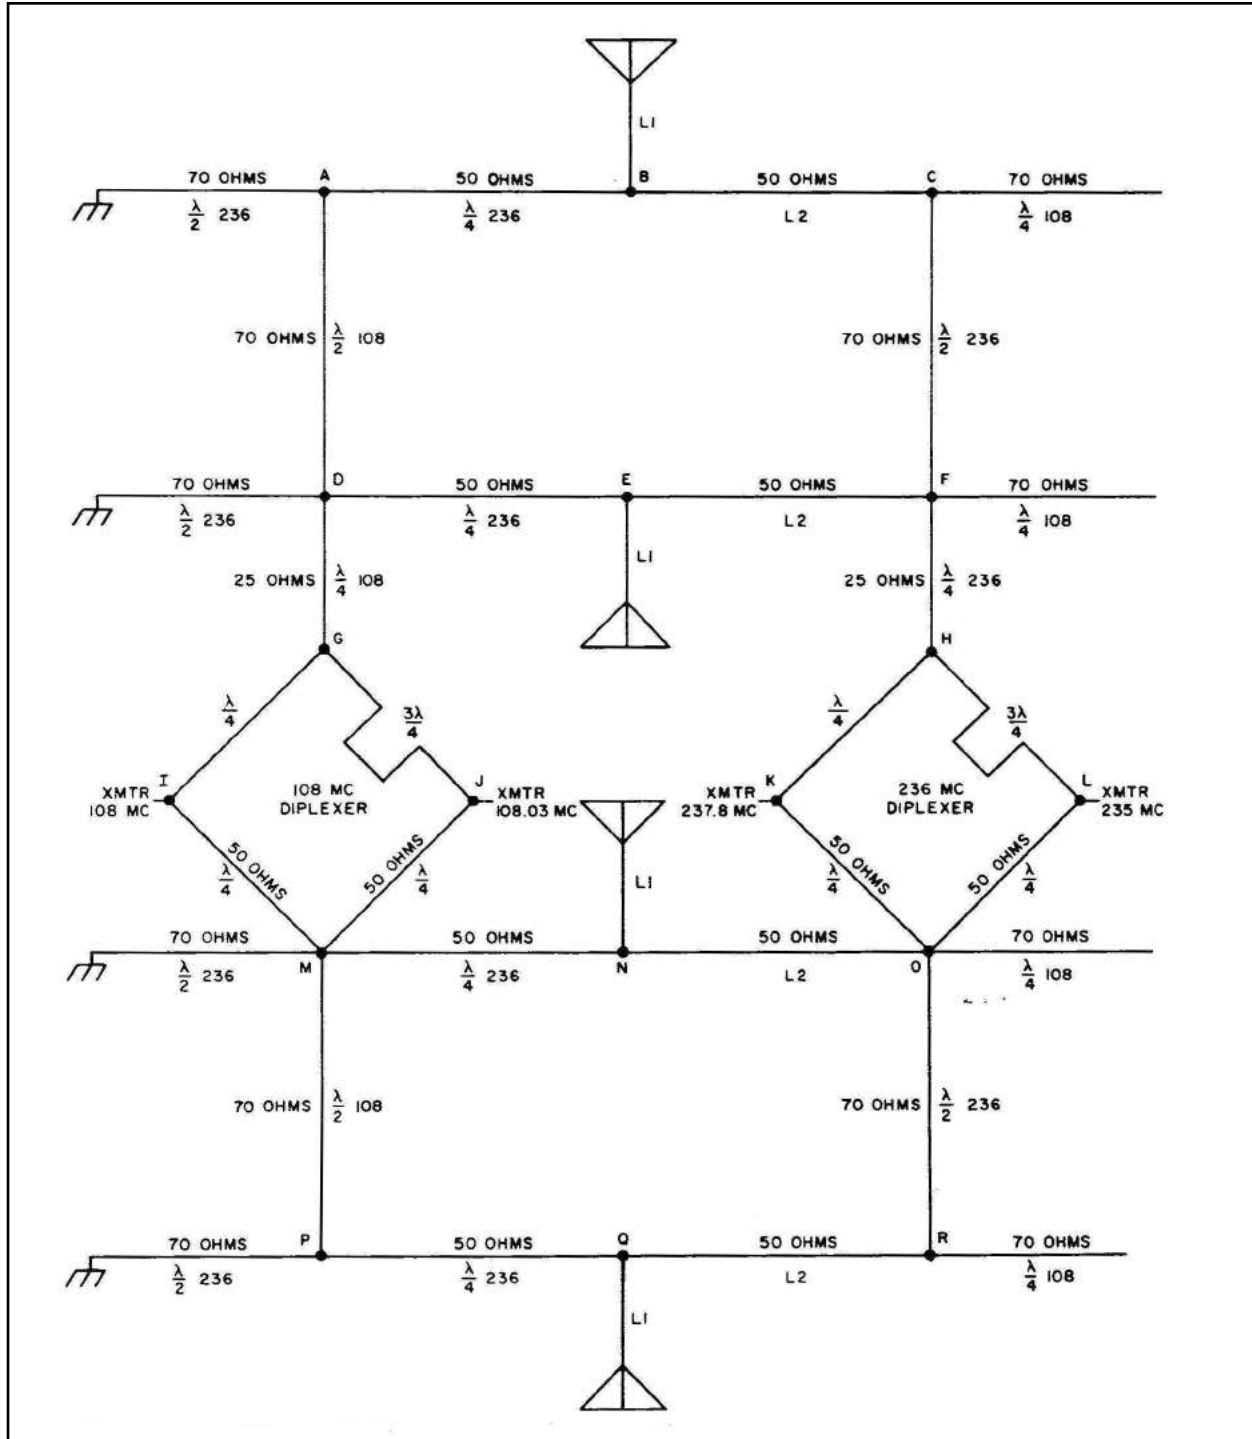 L1
A
B
C
70 OHMS
50 OHMS
50 OHMS
70 OHMS
λ/2 236
λ/4 236
L2
λ/4 108
70 OHMS λ/2 108
70 OHMS λ/2 236
D
E
F
70 OHMS
50 OHMS
50 OHMS
70 OHMS
λ/2 236
λ/4 236
L2
λ/4 108
L1
25 OHMS λ/4 108
25 OHMS λ/4 236
G
H
λ/4
3λ/4
λ/4
3λ/4
I
J
K
L
XMTR
108 MC
108 MC
DIPLEXER
XMTR
108.03 MC
XMTR
237.8 MC
236 MC
DIPLEXER
XMTR
235 MC
50 OHMS
λ/4
50 OHMS
λ/4
L1
50 OHMS
λ/4
50 OHMS
λ/4
70 OHMS
50 OHMS
50 OHMS
70 OHMS
M
N
O
λ/2 236
λ/4 236
L2
λ/4 108
70 OHMS λ/2 108
70 OHMS λ/2 236
P
Q
R
70 OHMS
50 OHMS
50 OHMS
70 OHMS
λ/2 236
λ/4 236
L2
λ/4 108
L1